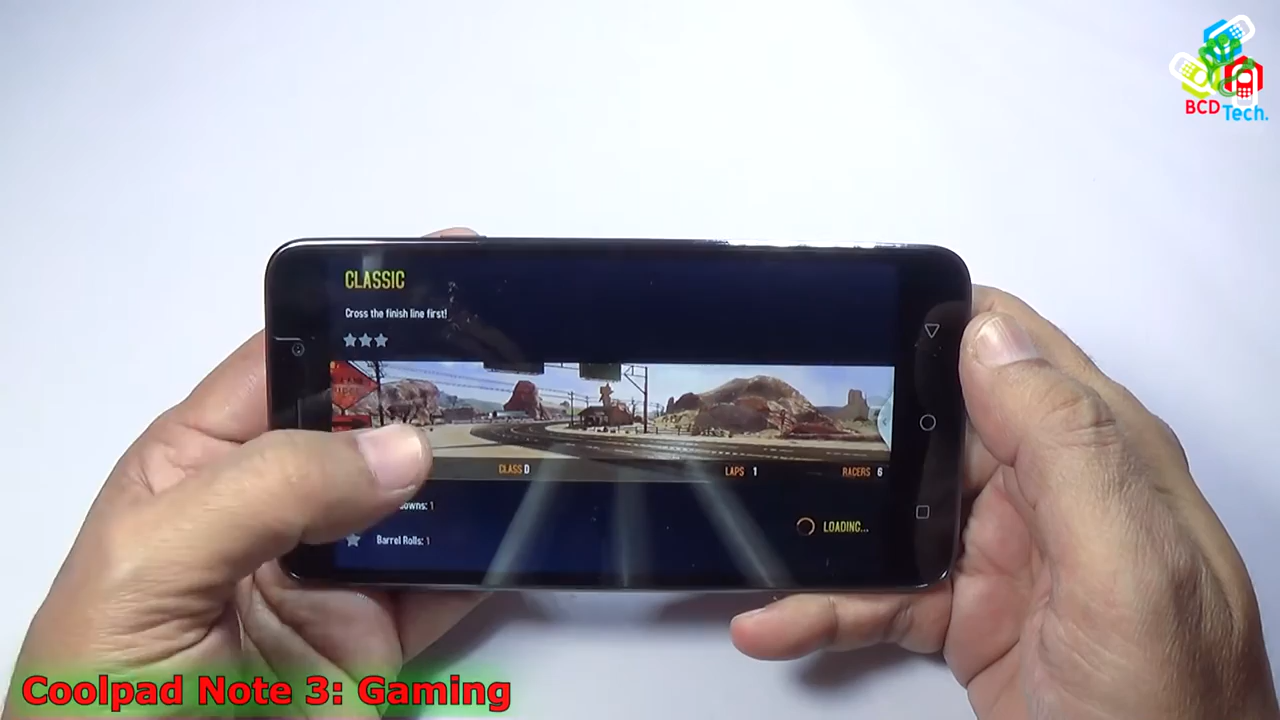 BCD Tech.
CLASSIC
Cross the finish line first!
CLASS D
LAPS 1
RACERS 6
owns: 1
LOADING...
Barrel Rolls: 1
Coolpad Note 3: Gaming